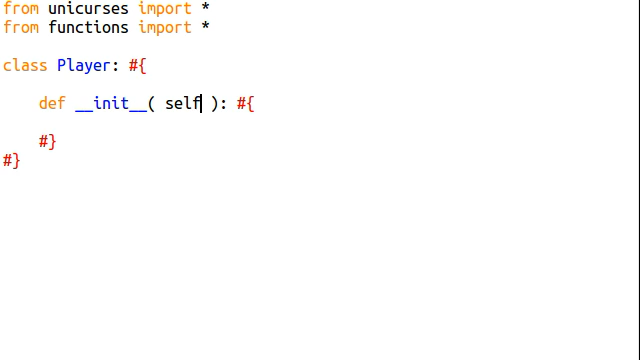 from unicurses import *
from functions import *
class Player: #{
def __init__( self ): #{
#}
#}